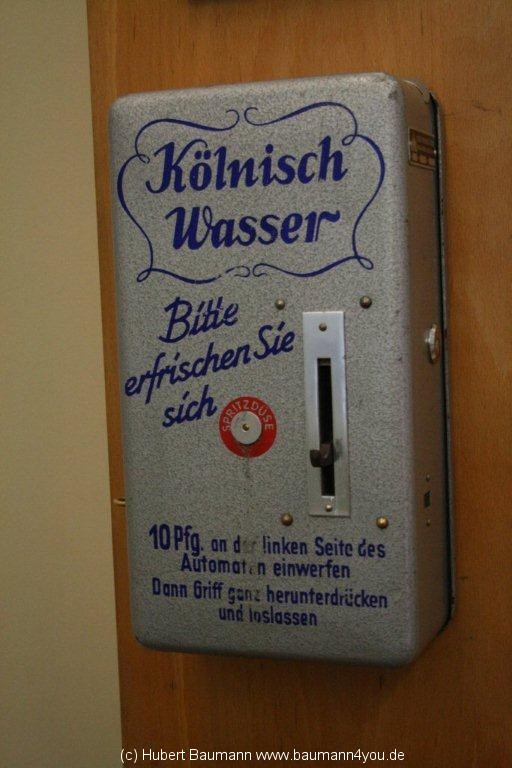 Kölnisch
Wasser
Bitte
erfrischen Sie
sich
SPRITZDÜSE
10 Pfg. an der linken Seite des
Automaten einwerfen
Dann Griff ganz herunterdrücken
und loslassen
(c) Hubert Baumann www.baumann4you.de